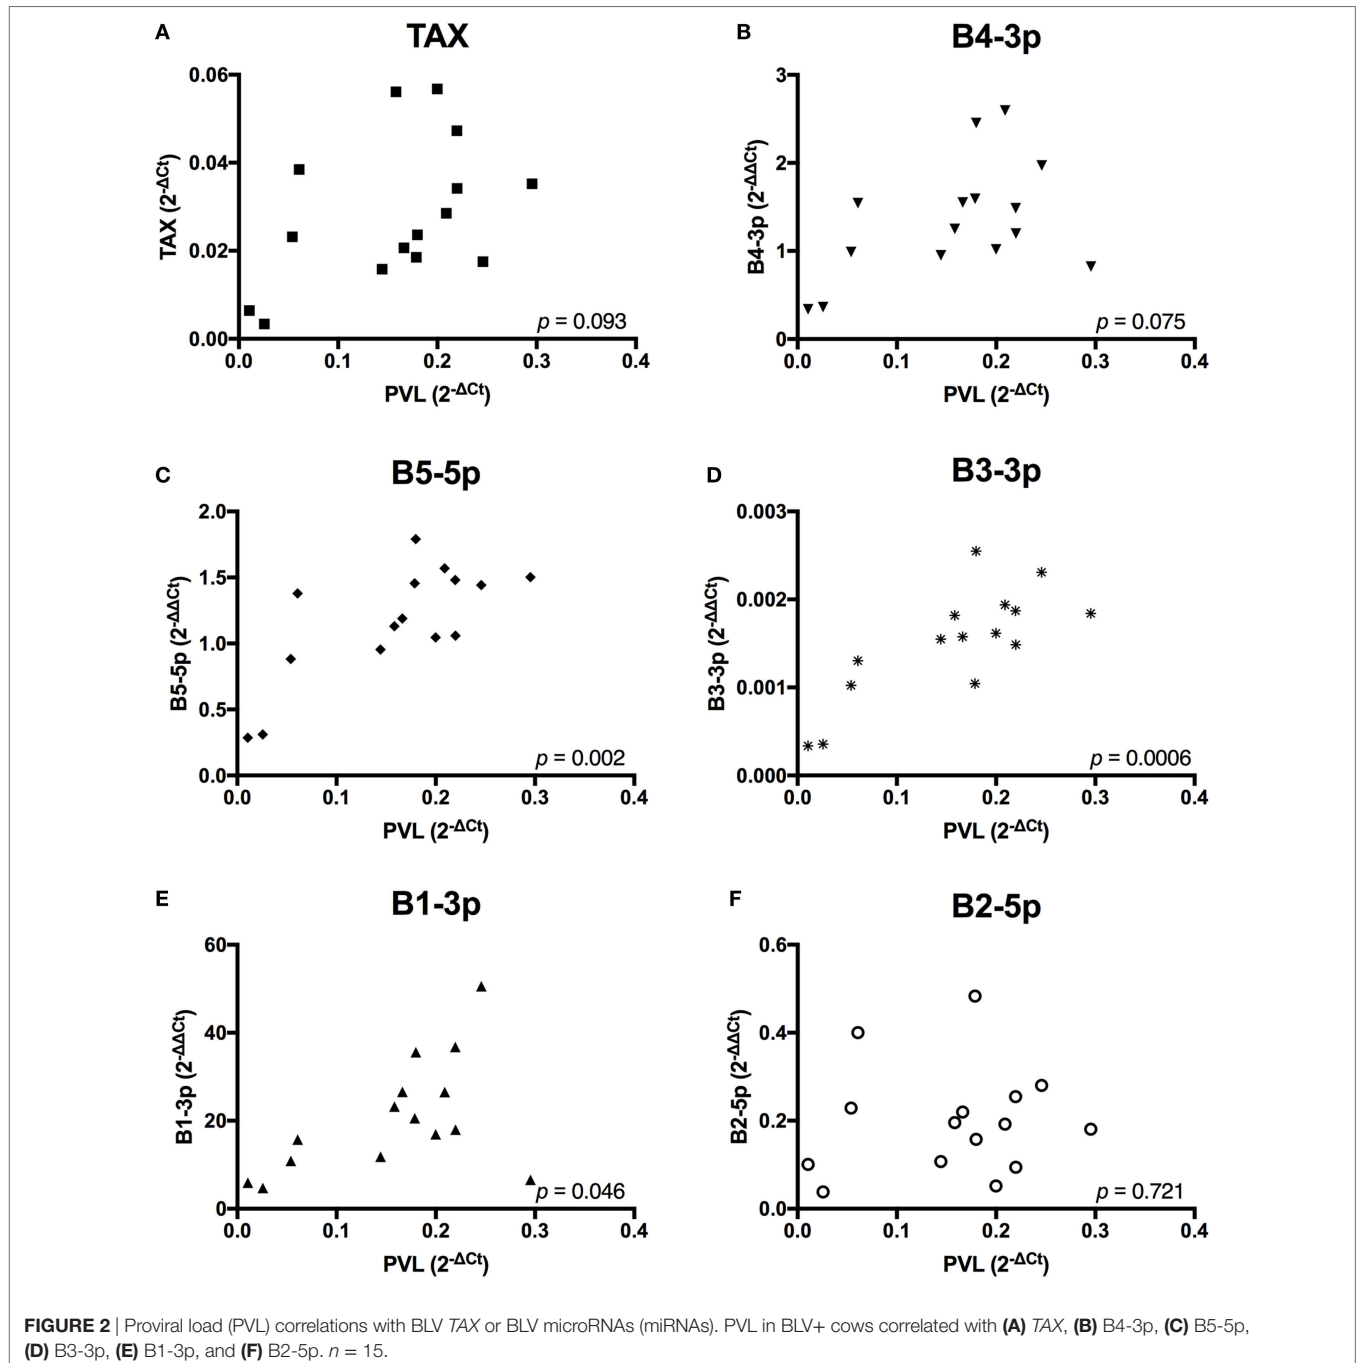 A
TAX
0.06
0.04
0.02
0.00
TAX (2-ΔCt)
0.0 0.1 0.2 0.3 0.4
p = 0.093
PVL (2-ΔCt)
B
B4-3p
3
2
1
0
B4-3p (2-ΔΔCt)
0.0 0.1 0.2 0.3 0.4
p = 0.075
PVL (2-ΔCt)
C
B5-5p
2.0
1.5
1.0
0.5
0.0
B5-5p (2-ΔΔCt)
0.0 0.1 0.2 0.3 0.4
p = 0.002
PVL (2-ΔCt)
D
B3-3p
0.003
0.002
0.001
0.000
B3-3p (2-ΔΔCt)
0.0 0.1 0.2 0.3 0.4
p = 0.0006
PVL (2-ΔCt)
E
B1-3p
60
40
20
0
B1-3p (2-ΔΔCt)
0.0 0.1 0.2 0.3 0.4
p = 0.046
PVL (2-ΔCt)
F
B2-5p
0.6
0.4
0.2
0.0
B2-5p (2-ΔΔCt)
0.0 0.1 0.2 0.3 0.4
p = 0.721
PVL (2-ΔCt)
FIGURE 2 | Proviral load (PVL) correlations with BLV TAX or BLV microRNAs (miRNAs). PVL in BLV+ cows correlated with (A) TAX, (B) B4-3p, (C) B5-5p,
(D) B3-3p, (E) B1-3p, and (F) B2-5p. n = 15.